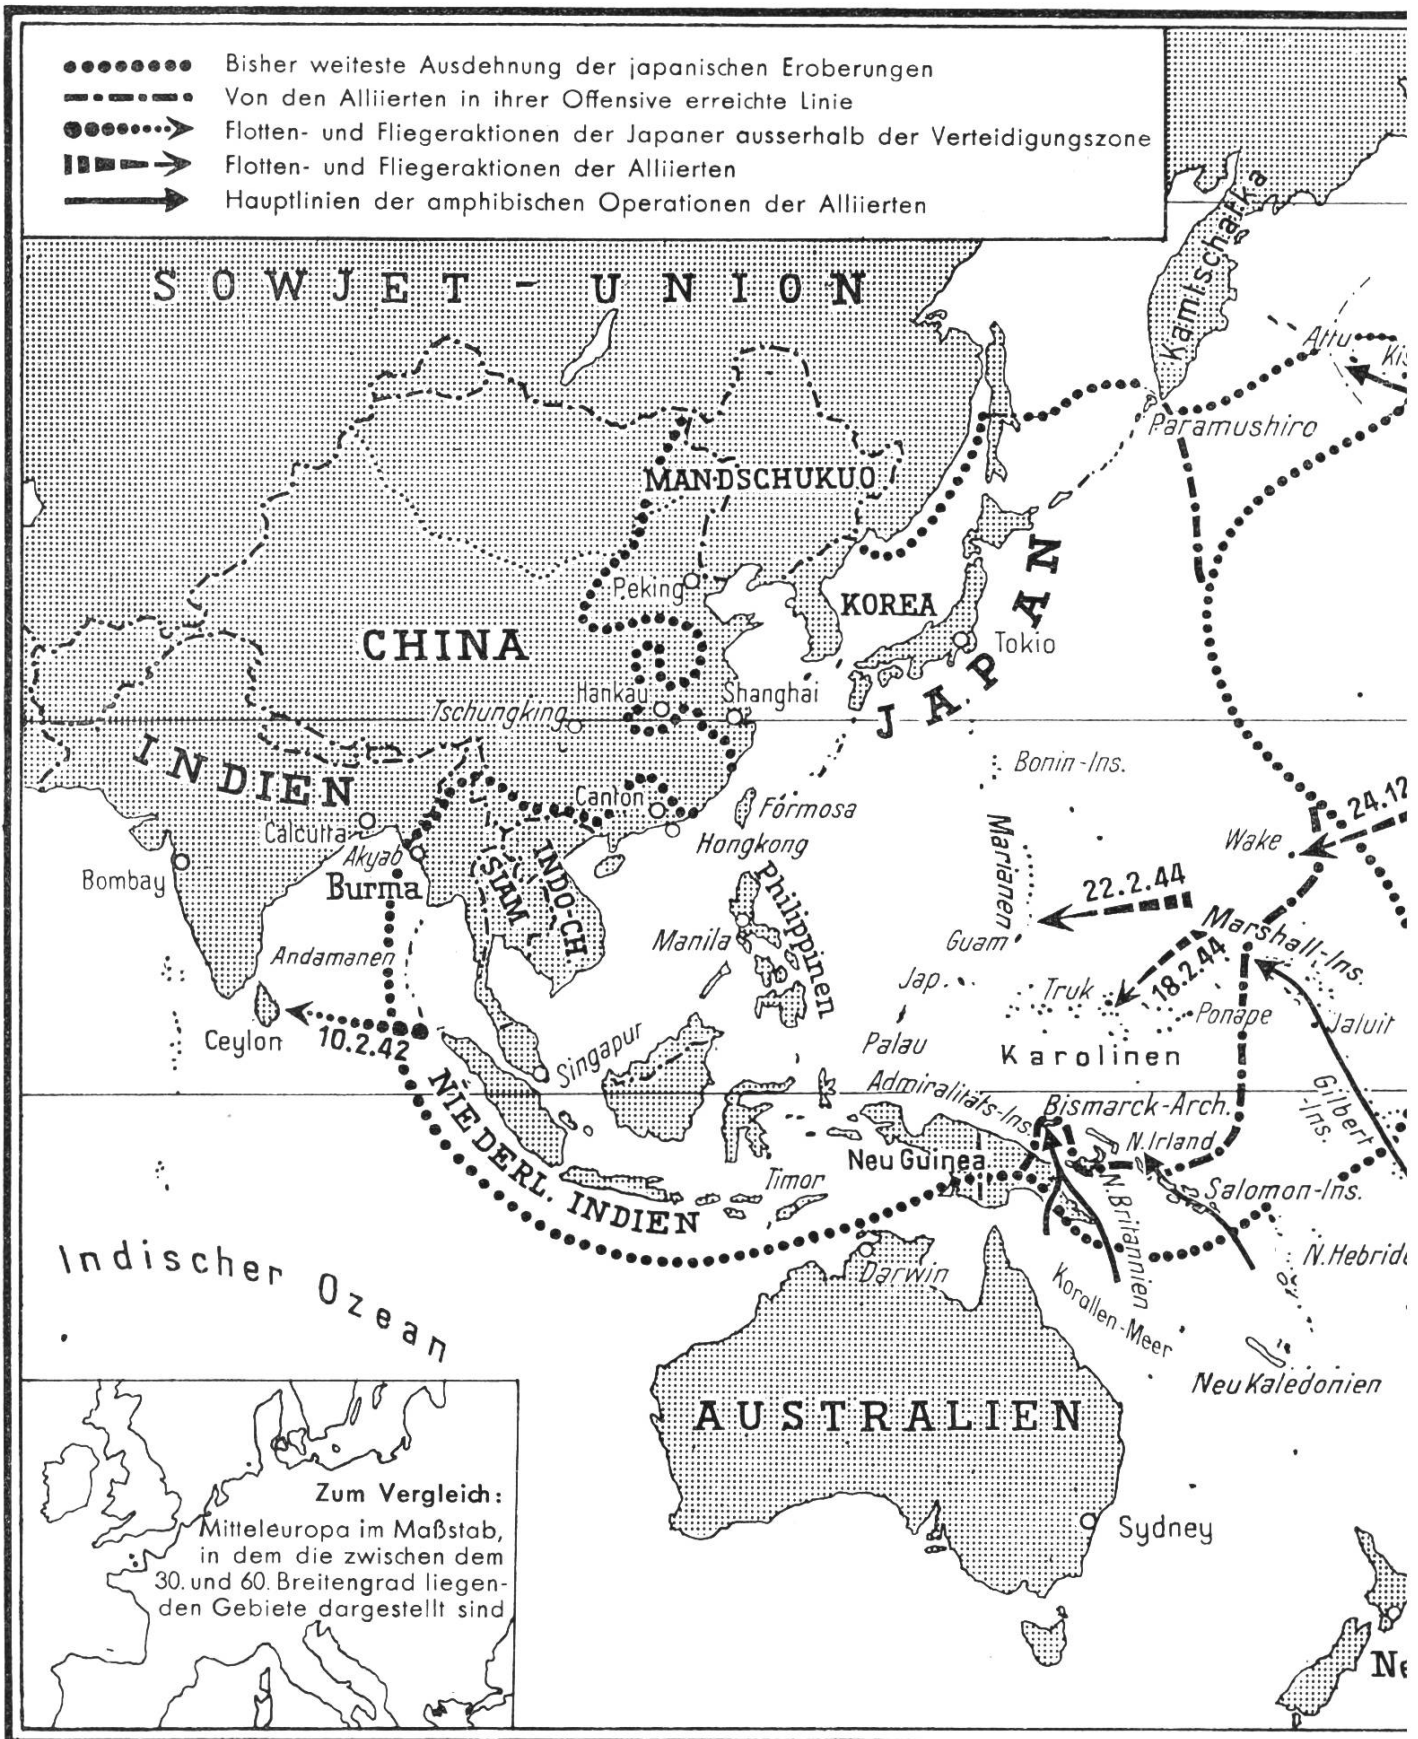 Bisher weiteste Ausdehnung der japanischen Eroberungen
Von den Alliierten in ihrer Offensive erreichte Linie
Flotten- und Fliegeraktionen der Japaner ausserhalb der Verteidigungszone
Flotten- und Fliegeraktionen der Alliierten
Hauptlinien der amphibischen Operationen der Alliierten
SOWJET-UNION
Kamtschatka
Attu
Kis
Paramushiro
MANDSCHUKUO
Peking
KOREA
JAPAN
Tokio
CHINA
Hankau
Shanghai
Tschungking
INDIEN
Bonin-Ins.
Canton
Formosa
Calcutta
Hongkong
Akyab
Burma
Bombay
SIAM
INDO-CH
Philippinen
Marianen
Wake
24.12
22.2.44
Marshall-Ins.
Manila
Guam
Andamanen
Jap.
Truk
18.2.44
Ponape
Jaluit
Ceylon
10.2.42
Singapur
Palau
Karolinen
Admiralitäts-Ins.
Bismarck-Arch.
Gilbert
-Ins.
N.Irland
NIEDERL. INDIEN
Neu Guinea
Timor
Salomon-Ins.
N.Britannien
N.Hebride
Indischer Ozean
Darwin
Korallen-Meer
Neu Kaledonien
AUSTRALIEN
Sydney
Ne
Zum Vergleich:
Mitteleuropa im Maßstab,
in dem die zwischen dem
30. und 60. Breitengrad liegen-
den Gebiete dargestellt sind